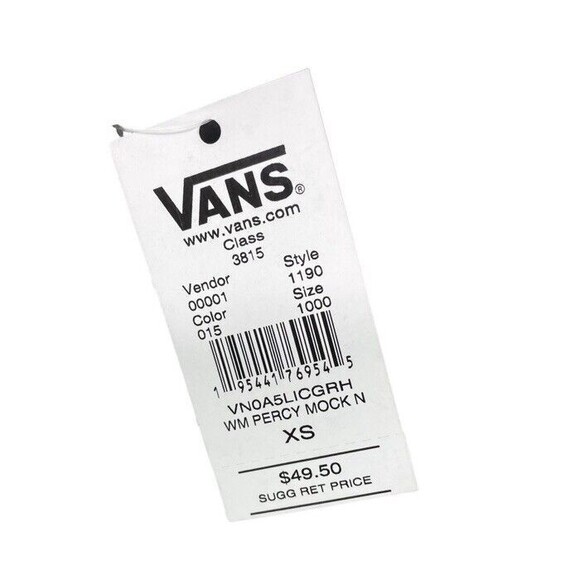 VANS®
www.vans.com
Class
3815
Vendor Style
00001 1190
Color Size
015 1000
1 95441 76954 5
VN0A5LICGRH
WM PERCY MOCK N
XS
$49.50
SUGG RET PRICE